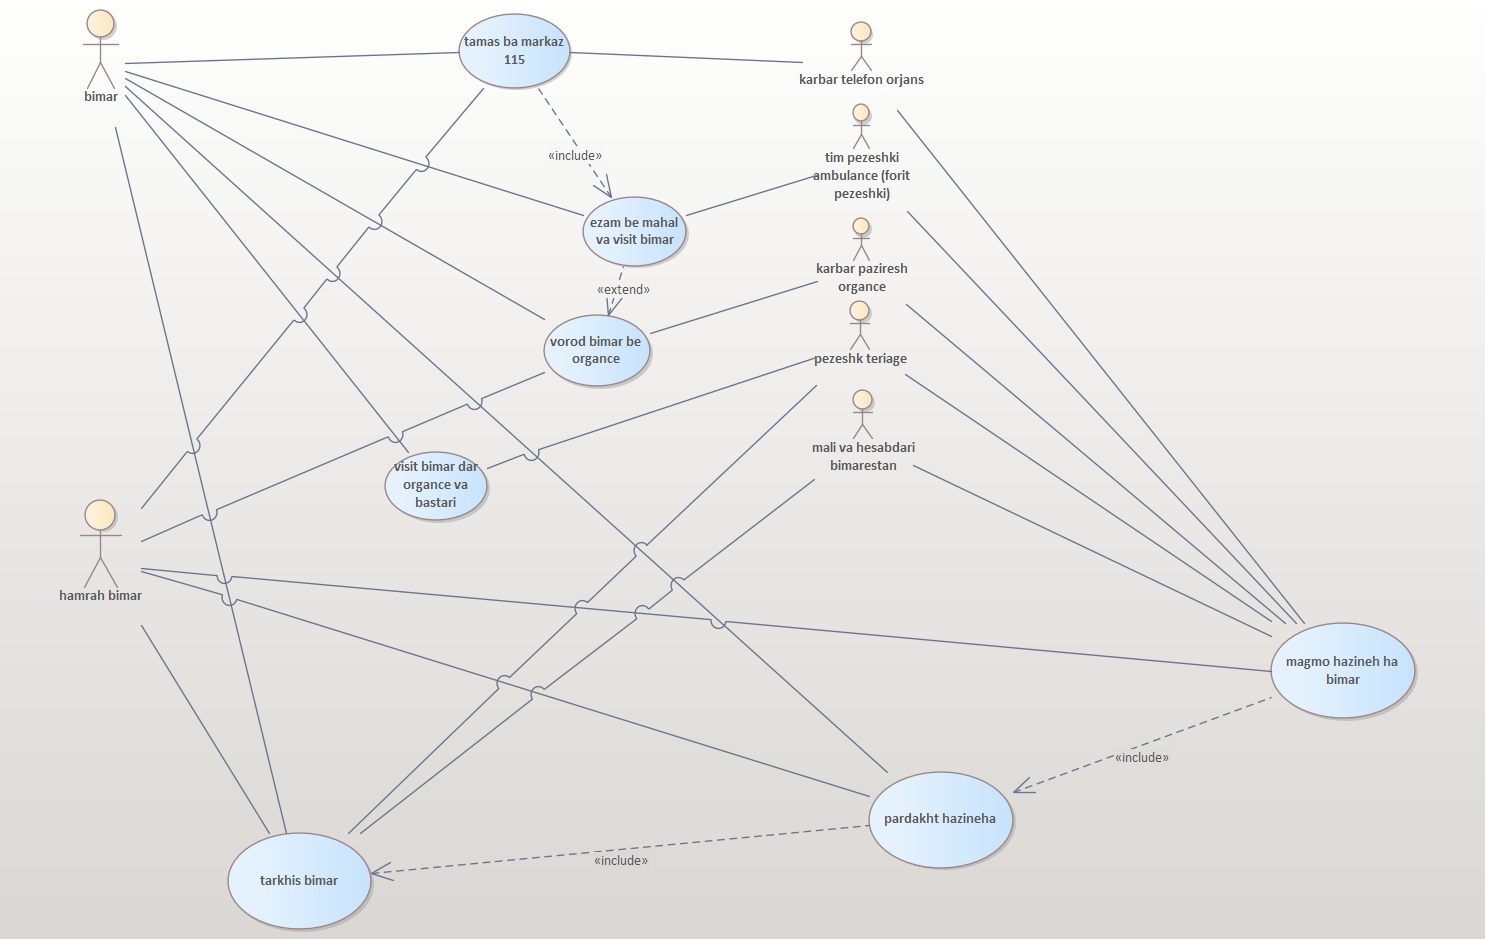 bimar
tamas ba markaz
115
karbar telefon orjans
«include»
tim pezeshki
ambulance (forit
pezeshki)
ezam be mahal
va visit bimar
karbar paziresh
organce
«extend»
vorod bimar be
organce
pezeshk teriage
mali va hesabdari
bimarestan
visit bimar dar
organce va
bastari
hamrah bimar
magmo hazineh ha
bimar
«include»
pardakht hazineha
«include»
tarkhis bimar